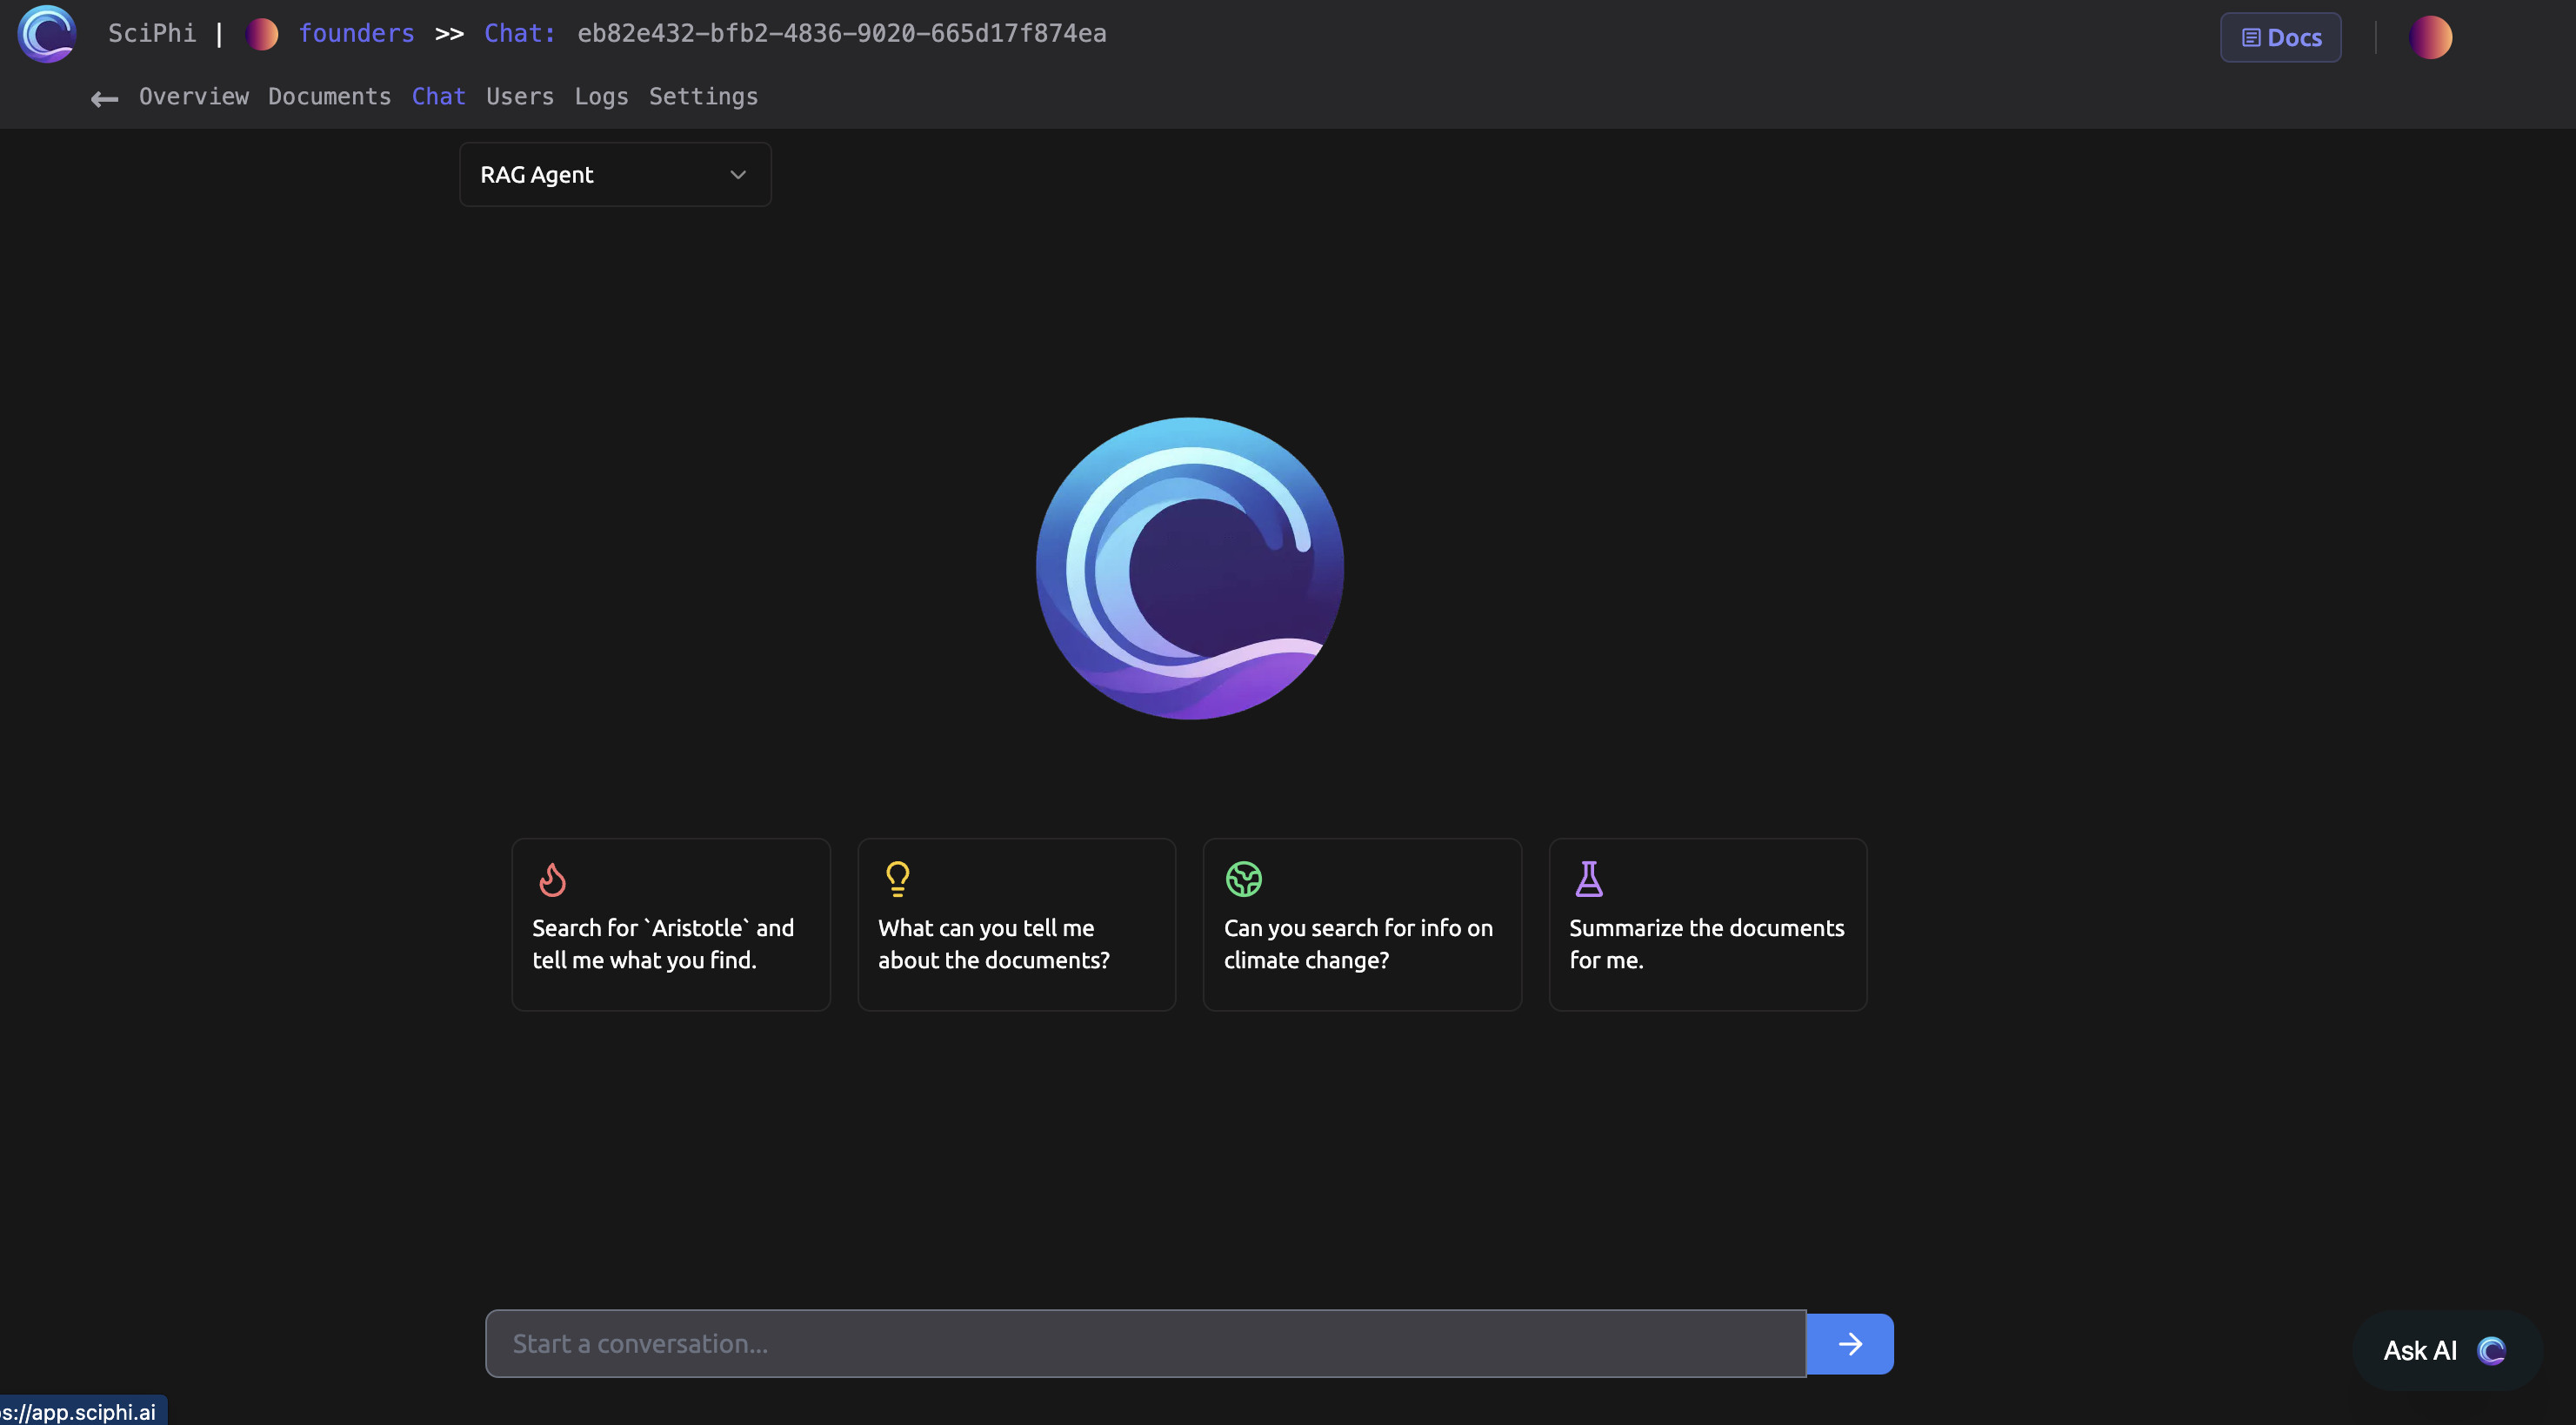 SciPhi | founders >> Chat: eb82e432-bfb2-4836-9020-665d17f874ea
Docs
Overview Documents Chat Users Logs Settings
RAG Agent
Search for `Aristotle` and
tell me what you find.
What can you tell me
about the documents?
Can you search for info on
climate change?
Summarize the documents
for me.
Start a conversation...
Ask AI
s://app.sciphi.ai